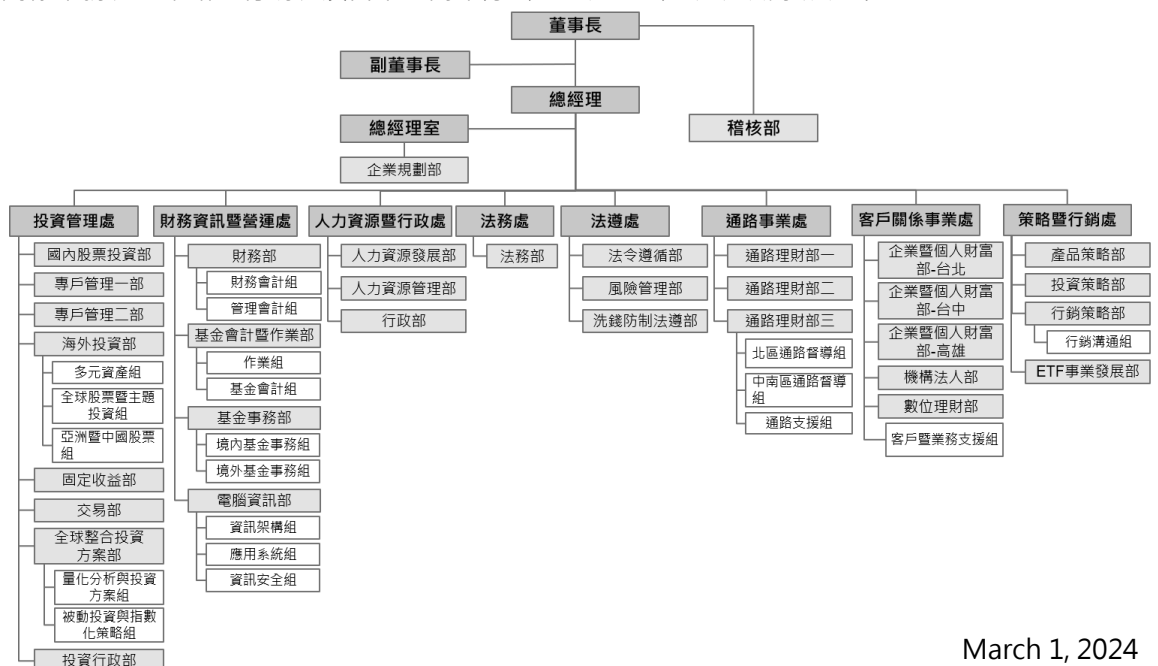 董事長
副董事長
總經理
總經理室
稽核部
企業規劃部
投資管理處
國內股票投資部
專戶管理一部
專戶管理二部
海外投資部
多元資產組
全球股票暨主題
投資組
亞洲暨中國股票
組
固定收益部
交易部
全球整合投資
方案部
量化分析與投資
方案組
被動投資與指數
化策略組
投資行政部
財務資訊暨營運處
財務部
財務會計組
管理會計組
基金會計暨作業部
作業組
基金會計組
基金事務部
境內基金事務組
境外基金事務組
電腦資訊部
資訊架構組
應用系統組
資訊安全組
人力資源暨行政處
人力資源發展部
人力資源管理部
行政部
法務處
法務部
法遵處
法令遵循部
風險管理部
洗錢防制法遵部
通路事業處
通路理財部一
通路理財部二
通路理財部三
北區通路督導組
中南區通路督導
組
通路支援組
客戶關係事業處
企業暨個人財富
部-台北
企業暨個人財富
部-台中
企業暨個人財富
部-高雄
機構法人部
數位理財部
客戶暨業務支援組
策略暨行銷處
產品策略部
投資策略部
行銷策略部
行銷溝通組
ETF事業發展部
March 1, 2024